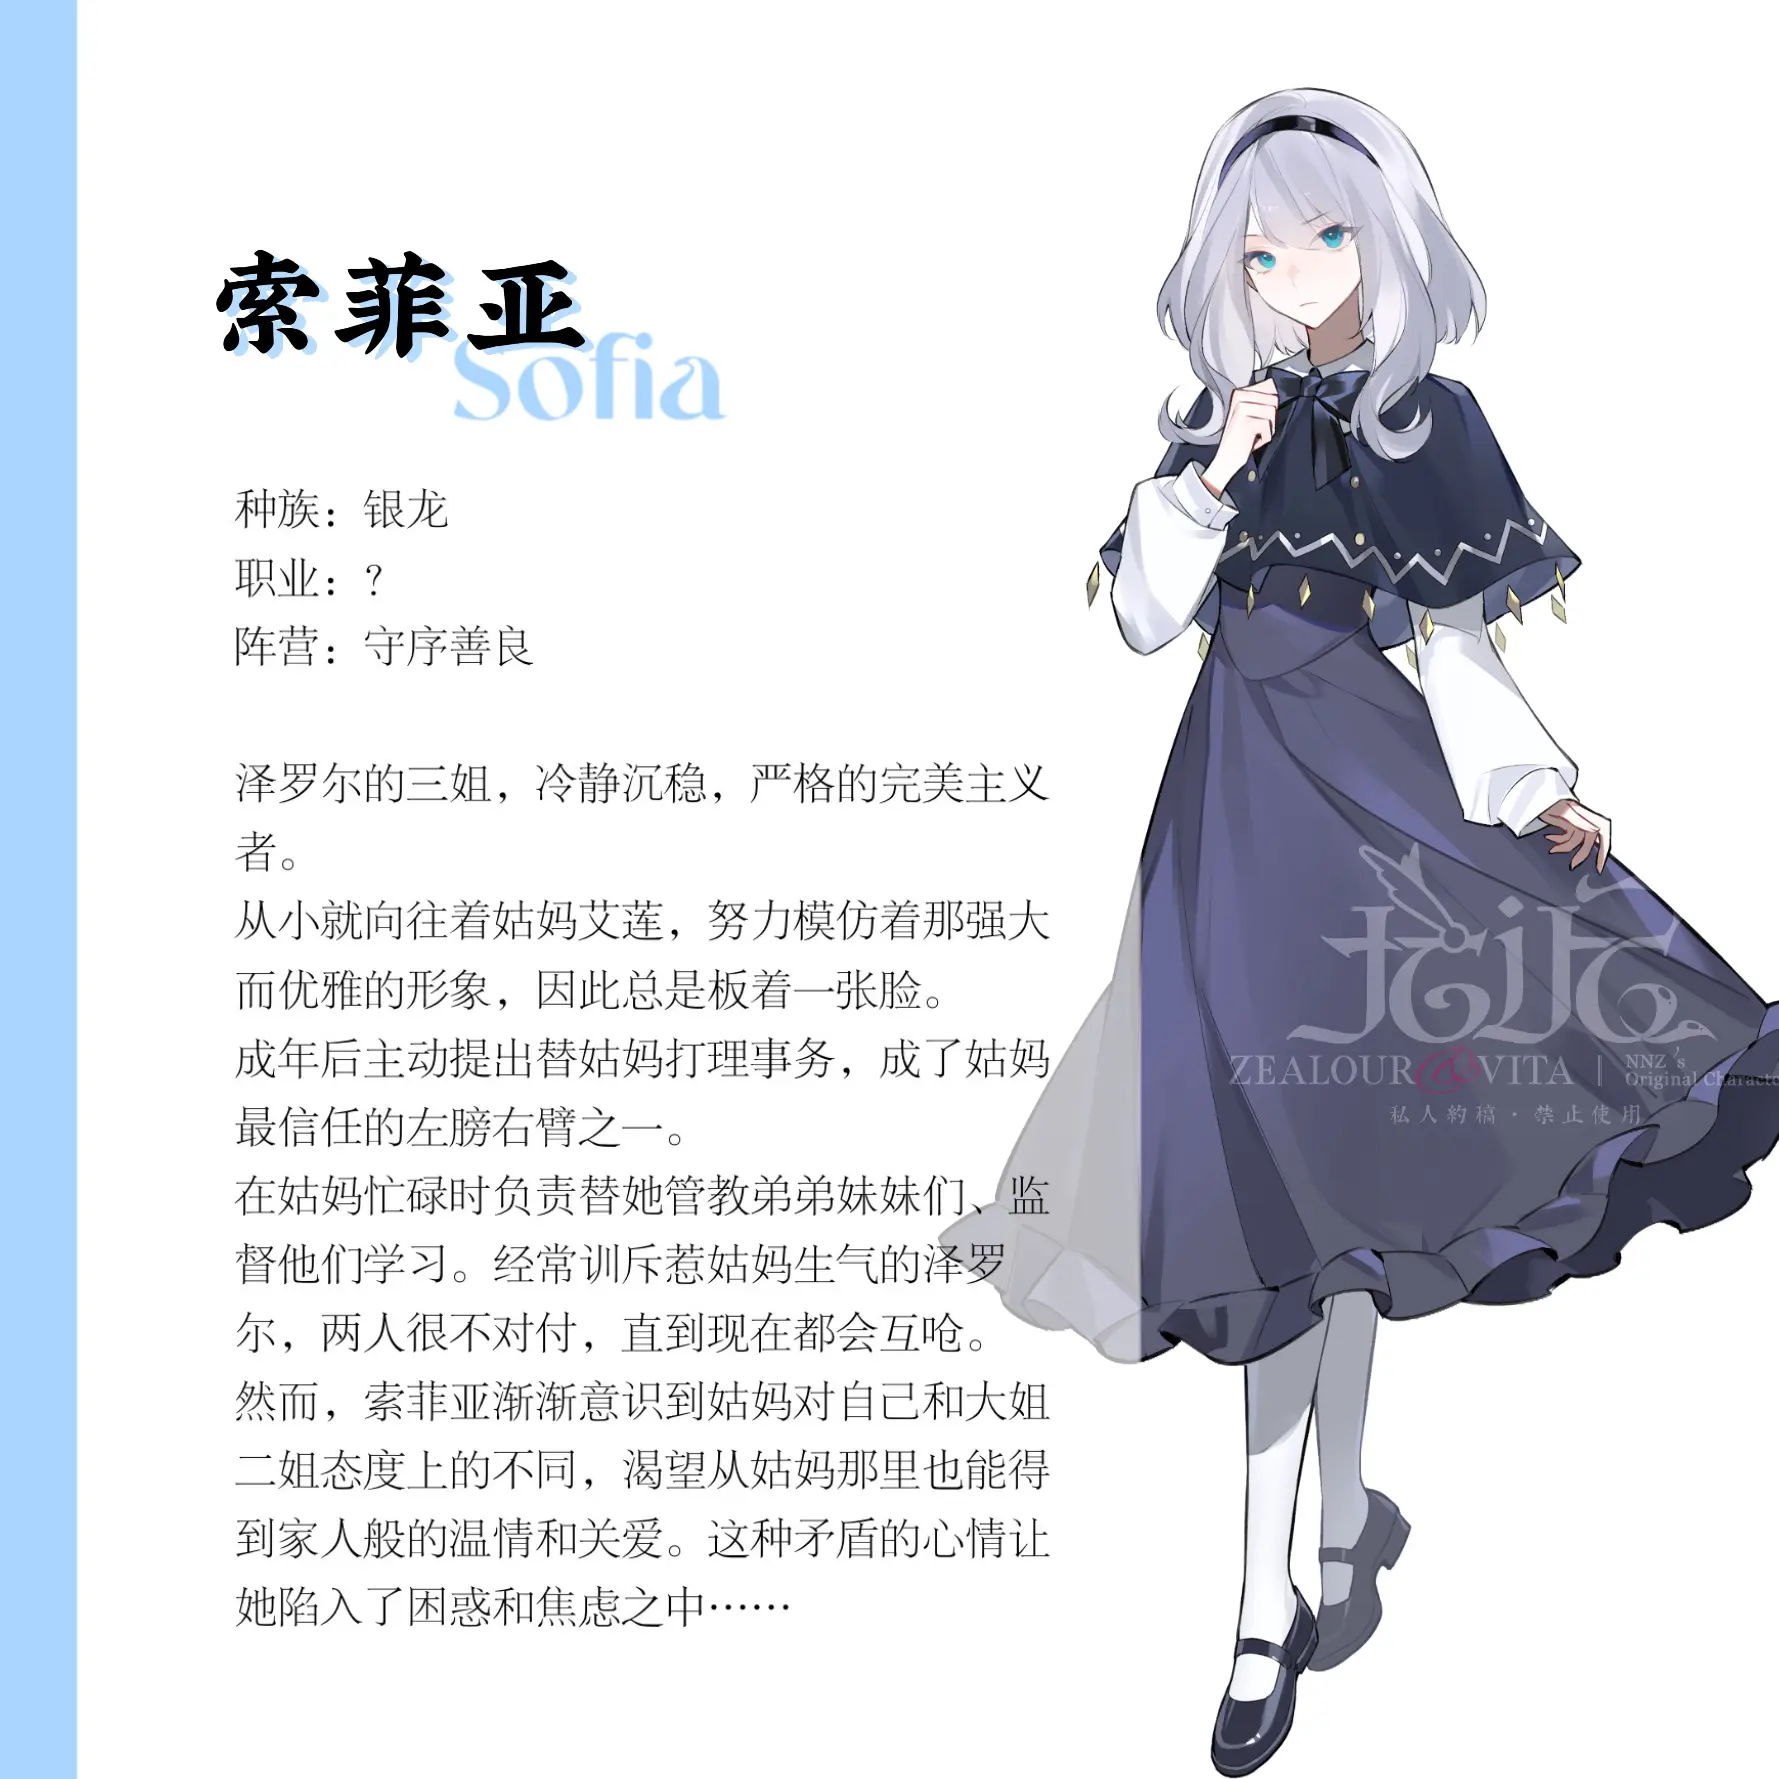 索菲亚
Sofia
种族：银龙
职业：？
阵营：守序善良
泽罗尔的三姐，冷静沉稳，严格的完美主义
者。
从小就向往着姑妈艾莲，努力模仿着那强大
而优雅的形象，因此总是板着一张脸。
成年后主动提出替姑妈打理事务，成了姑妈
最信任的左膀右臂之一。
在姑妈忙碌时负责替她管教弟弟妹妹们、监
督他们学习。经常训斥惹姑妈生气的泽罗
尔，两人很不对付，直到现在都会互呛。
然而，索菲亚渐渐意识到姑妈对自己和大姐
二姐态度上的不同，渴望从姑妈那里也能得
到家人般的温情和关爱。这种矛盾的心情让
她陷入了困惑和焦虑之中……
ZEALOUR VITA | NNZ's
Original Characto
私人約稿·禁止使用